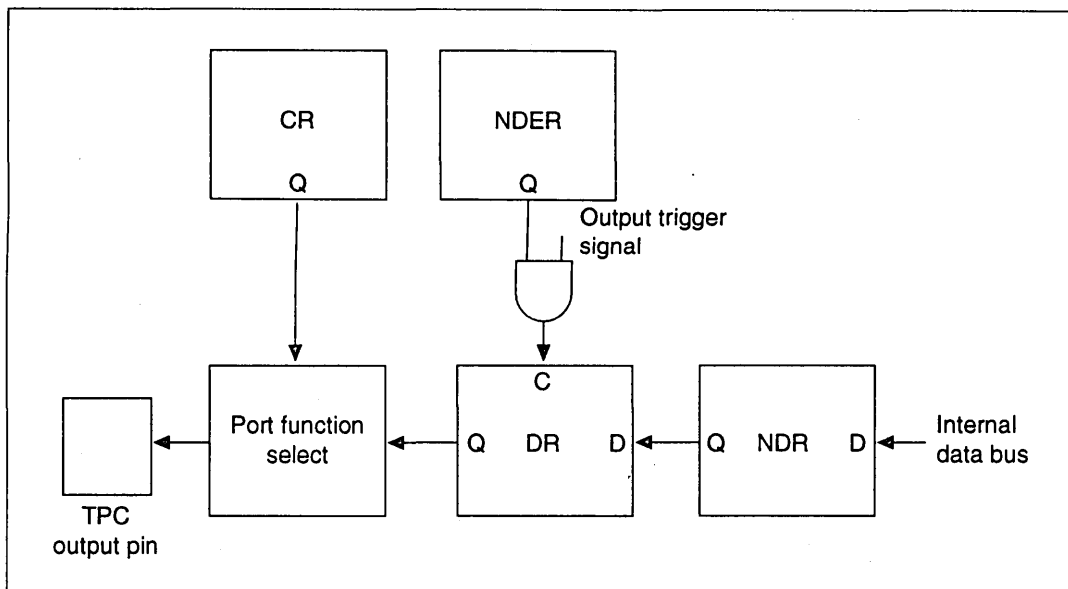 CR
Q
NDER
Q
Output trigger
signal
C
Port function
select
Q
DR
D
Q
NDR
D
Internal
data bus
TPC
output pin